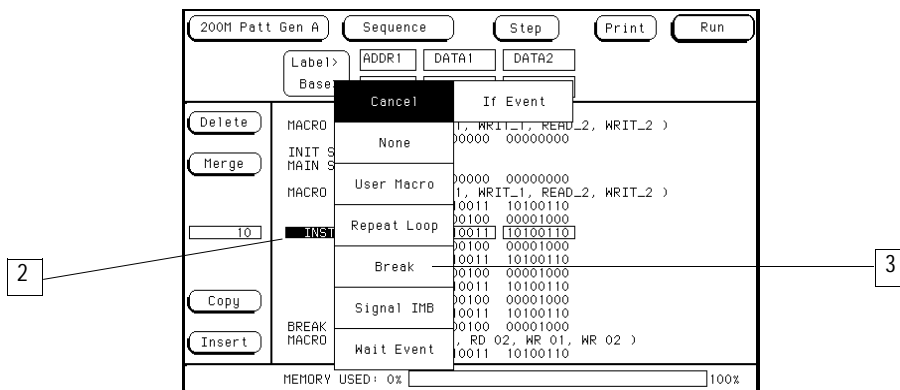 200M Patt Gen A Sequence Step Print Run
Label> ADDR1 DATA1 DATA2
Base
Cancel If Event
None
User Macro
Repeat Loop
Break
Signal IMB
Wait Event
Delete
Merge
10
Copy
Insert
MACRO WRIT_1, READ_2, WRIT_2 )
00000 00000000
INIT S
MAIN S
00000 00000000
MACRO 1, WRIT_1, READ_2, WRIT_2 )
10011 10100110
00100 00001000
INST 10011 10100110
00100 00001000
10011 10100110
00100 00001000
10011 10100110
00100 00001000
10011 10100110
BREAK 00100 00001000
MACRO , RD 02, WR 01, WR 02 )
10011 10100110
MEMORY USED: 0% 100%
2
3